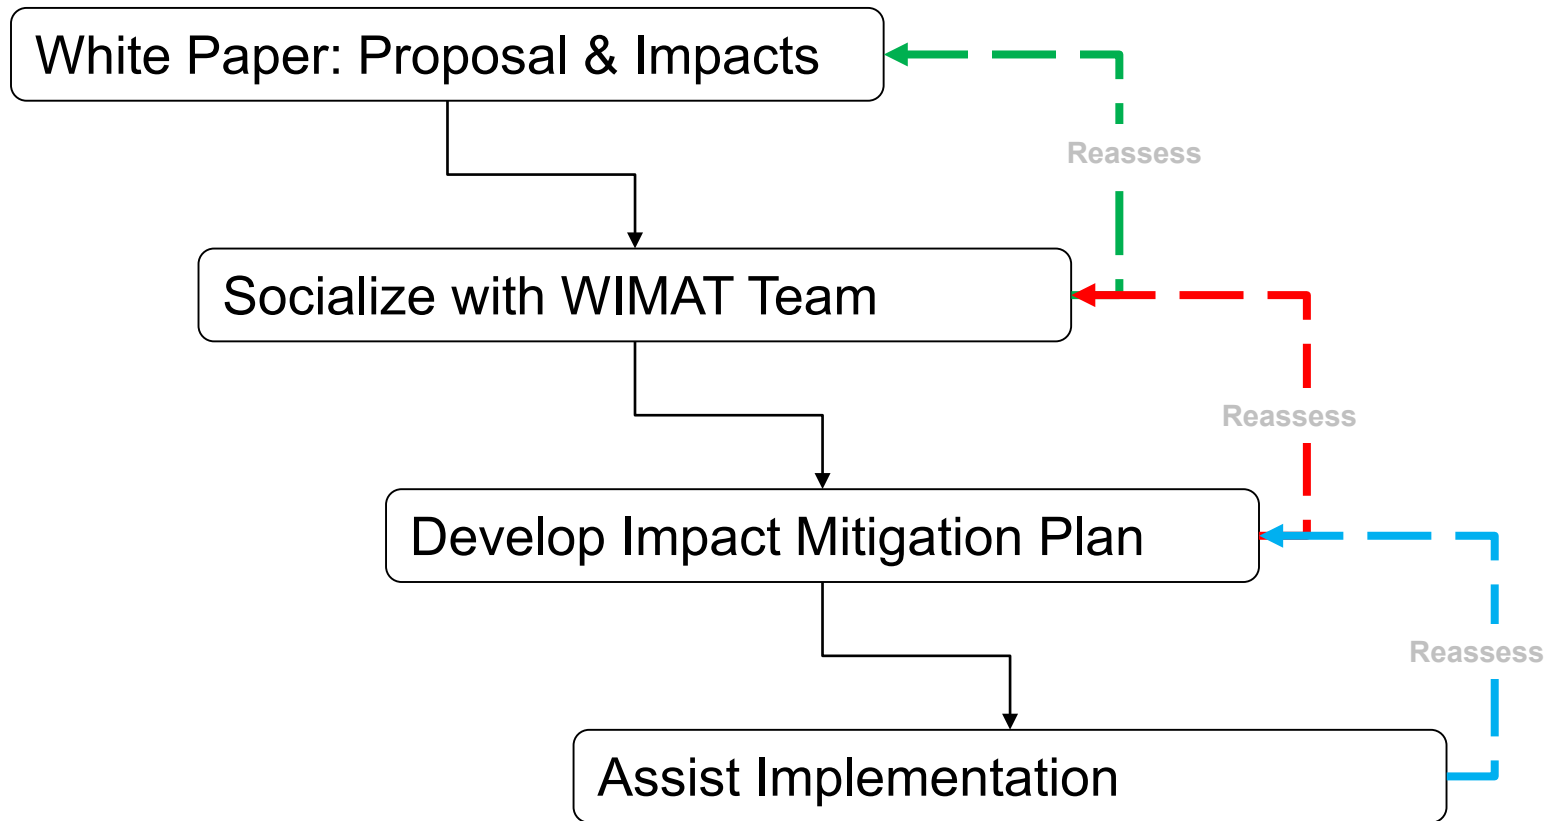 White Paper: Proposal & Impacts
Reassess
Socialize with WIMAT Team
Reassess
Develop Impact Mitigation Plan
Reassess
Assist Implementation